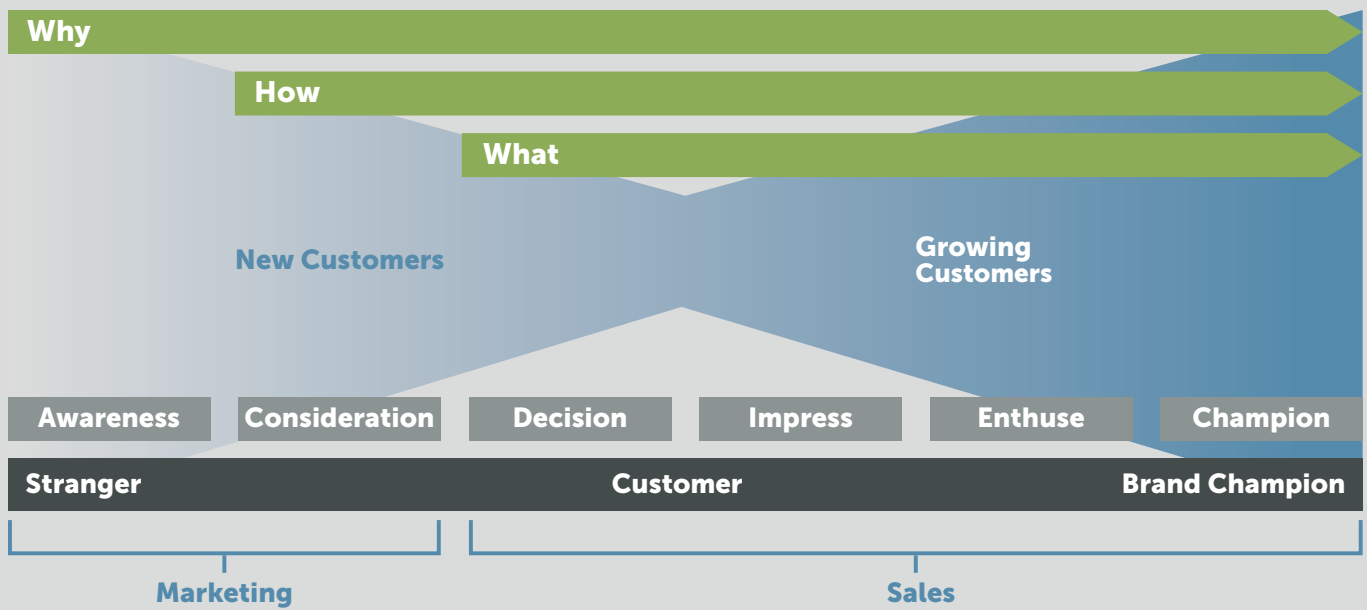 Why
How
What
New Customers
Growing
Customers
Awareness
Consideration
Decision
Impress
Enthuse
Champion
Stranger
Customer
Brand Champion
Marketing
Sales